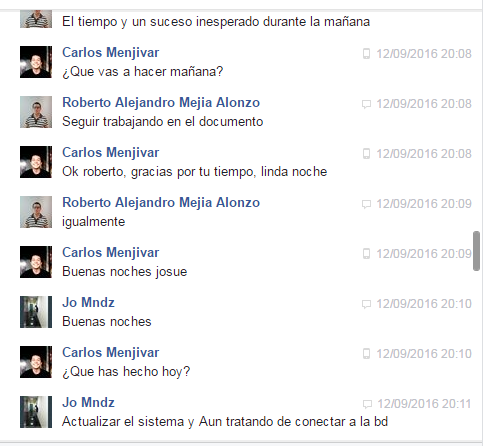 El tiempo y un suceso inesperado durante la mañana
Carlos Menjivar 12/09/2016 20:08
¿Que vas a hacer mañana?
Roberto Alejandro Mejia Alonzo 12/09/2016 20:08
Seguir trabajando en el documento
Carlos Menjivar 12/09/2016 20:08
Ok roberto, gracias por tu tiempo, linda noche
Roberto Alejandro Mejia Alonzo 12/09/2016 20:09
igualmente
Carlos Menjivar 12/09/2016 20:09
Buenas noches josue
Jo Mndz 12/09/2016 20:10
Buenas noches
Carlos Menjivar 12/09/2016 20:10
¿Que has hecho hoy?
Jo Mndz 12/09/2016 20:11
Actualizar el sistema y Aun tratando de conectar a la bd